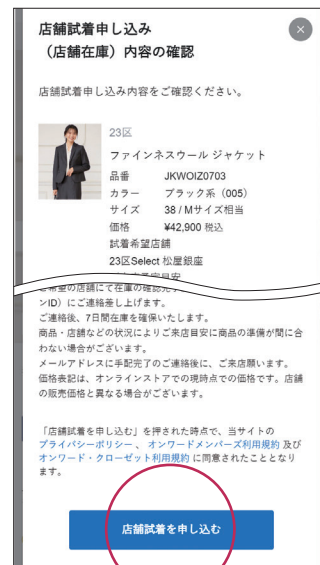 店舗試着申し込み
（店舗在庫）内容の確認
店舗試着申し込み内容をご確認ください。
23区
ファインネスウール ジャケット
品番 JKWOIZ0703
カラー ブラック系（005）
サイズ 38 / Mサイズ相当
価格 ¥42,900 税込
試着希望店舗
23区Select 松屋銀座
ンID）にご連絡差し上げます。
ご連絡後、7日間在庫を確保いたします。
商品・店舗などの状況によりご来店目安に商品の準備が間に合
わない場合がございます。
メールアドレスに手配完了のご連絡後に、ご来店願います。
価格表記は、オンラインストアでの現時点での価格です。店舗
の販売価格と異なる場合がございます。
「店舗試着を申し込む」を押された時点で、当サイトの
プライバシーポリシー 、 オンワードメンバーズ利用規約 及び
オンワード・クローゼット利用規約 に同意されたこととなり
ます。
店舗試着を申し込む